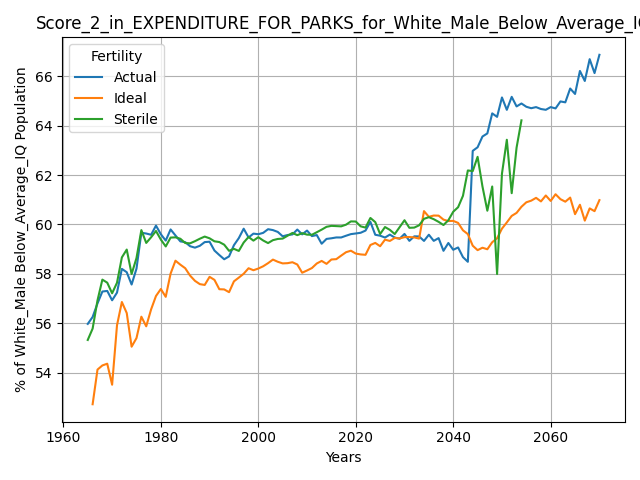 Score_2_in_EXPENDITURE_FOR_PARKS_for_White_Male_Below_Average_IQ
Fertility
Actual
Ideal
Sterile
% of White_Male Below_Average_IQ Population
66
64
62
60
58
56
54
1960
1980
2000
2020
2040
2060
Years